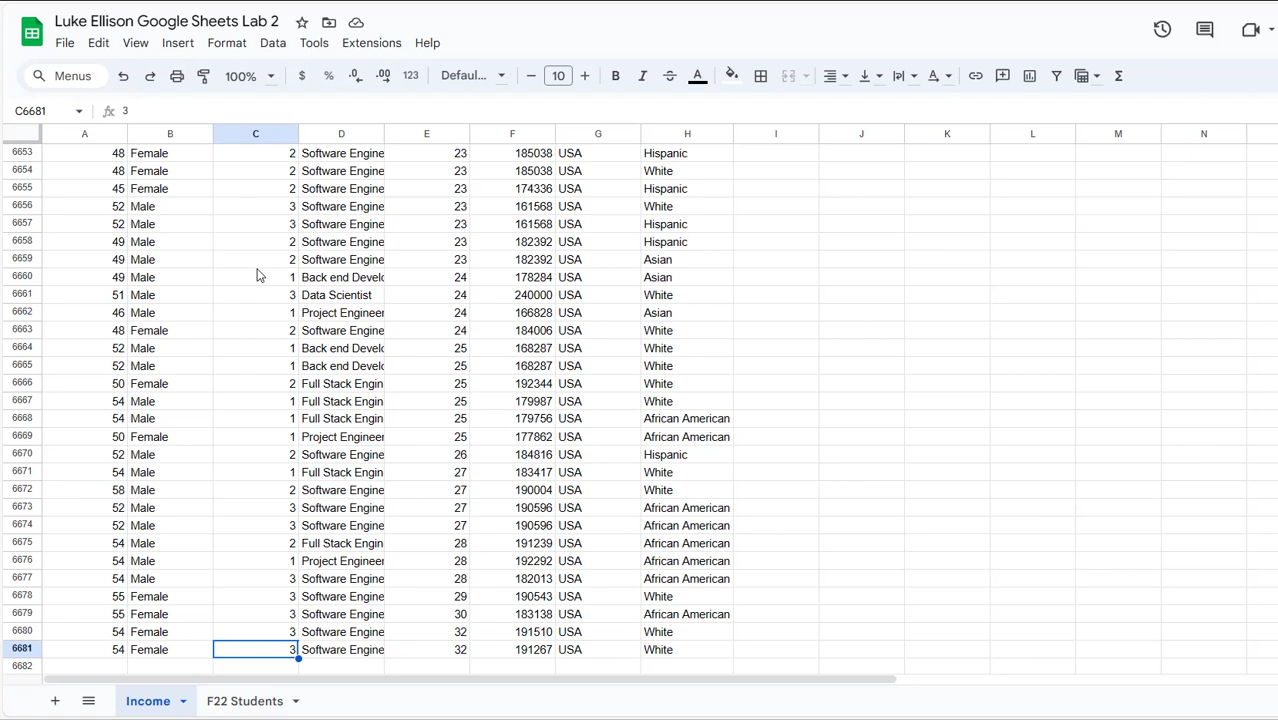 Luke Ellison Google Sheets Lab 2
File Edit View Insert Format Data Tools Extensions Help
Menus 100% $ % .0 .00 123 Defaul... 10 B I A A Σ
C6681 fx 3
A B C D E F G H I J K L M N
6653 48 Female 2 Software Engine 23 185038 USA Hispanic
6654 48 Female 2 Software Engine 23 185038 USA White
6655 45 Female 2 Software Engine 23 174336 USA Hispanic
6656 52 Male 3 Software Engine 23 161568 USA White
6657 52 Male 3 Software Engine 23 161568 USA Hispanic
6658 49 Male 2 Software Engine 23 182392 USA Hispanic
6659 49 Male 2 Software Engine 23 182392 USA Asian
6660 49 Male 1 Back end Develo 24 178284 USA Asian
6661 51 Male 3 Data Scientist 24 240000 USA White
6662 46 Male 1 Project Engineer 24 166828 USA Asian
6663 48 Female 2 Software Engine 24 184006 USA White
6664 52 Male 1 Back end Develo 25 168287 USA White
6665 52 Male 1 Back end Develo 25 168287 USA White
6666 50 Female 2 Full Stack Engin 25 192344 USA White
6667 54 Male 1 Full Stack Engin 25 179987 USA White
6668 54 Male 1 Full Stack Engin 25 179756 USA African American
6669 50 Female 1 Project Engineer 25 177862 USA African American
6670 52 Male 2 Software Engine 26 184816 USA Hispanic
6671 54 Male 1 Full Stack Engin 27 183417 USA White
6672 58 Male 2 Software Engine 27 190004 USA White
6673 52 Male 3 Software Engine 27 190596 USA African American
6674 52 Male 3 Software Engine 27 190596 USA African American
6675 54 Male 2 Full Stack Engin 28 191239 USA African American
6676 54 Male 1 Project Engineer 28 192292 USA African American
6677 54 Male 3 Software Engine 28 182013 USA African American
6678 55 Female 3 Software Engine 29 190543 USA White
6679 55 Female 3 Software Engine 30 183138 USA African American
6680 54 Female 3 Software Engine 32 191510 USA White
6681 54 Female 3 Software Engine 32 191267 USA White
6682
Income F22 Students